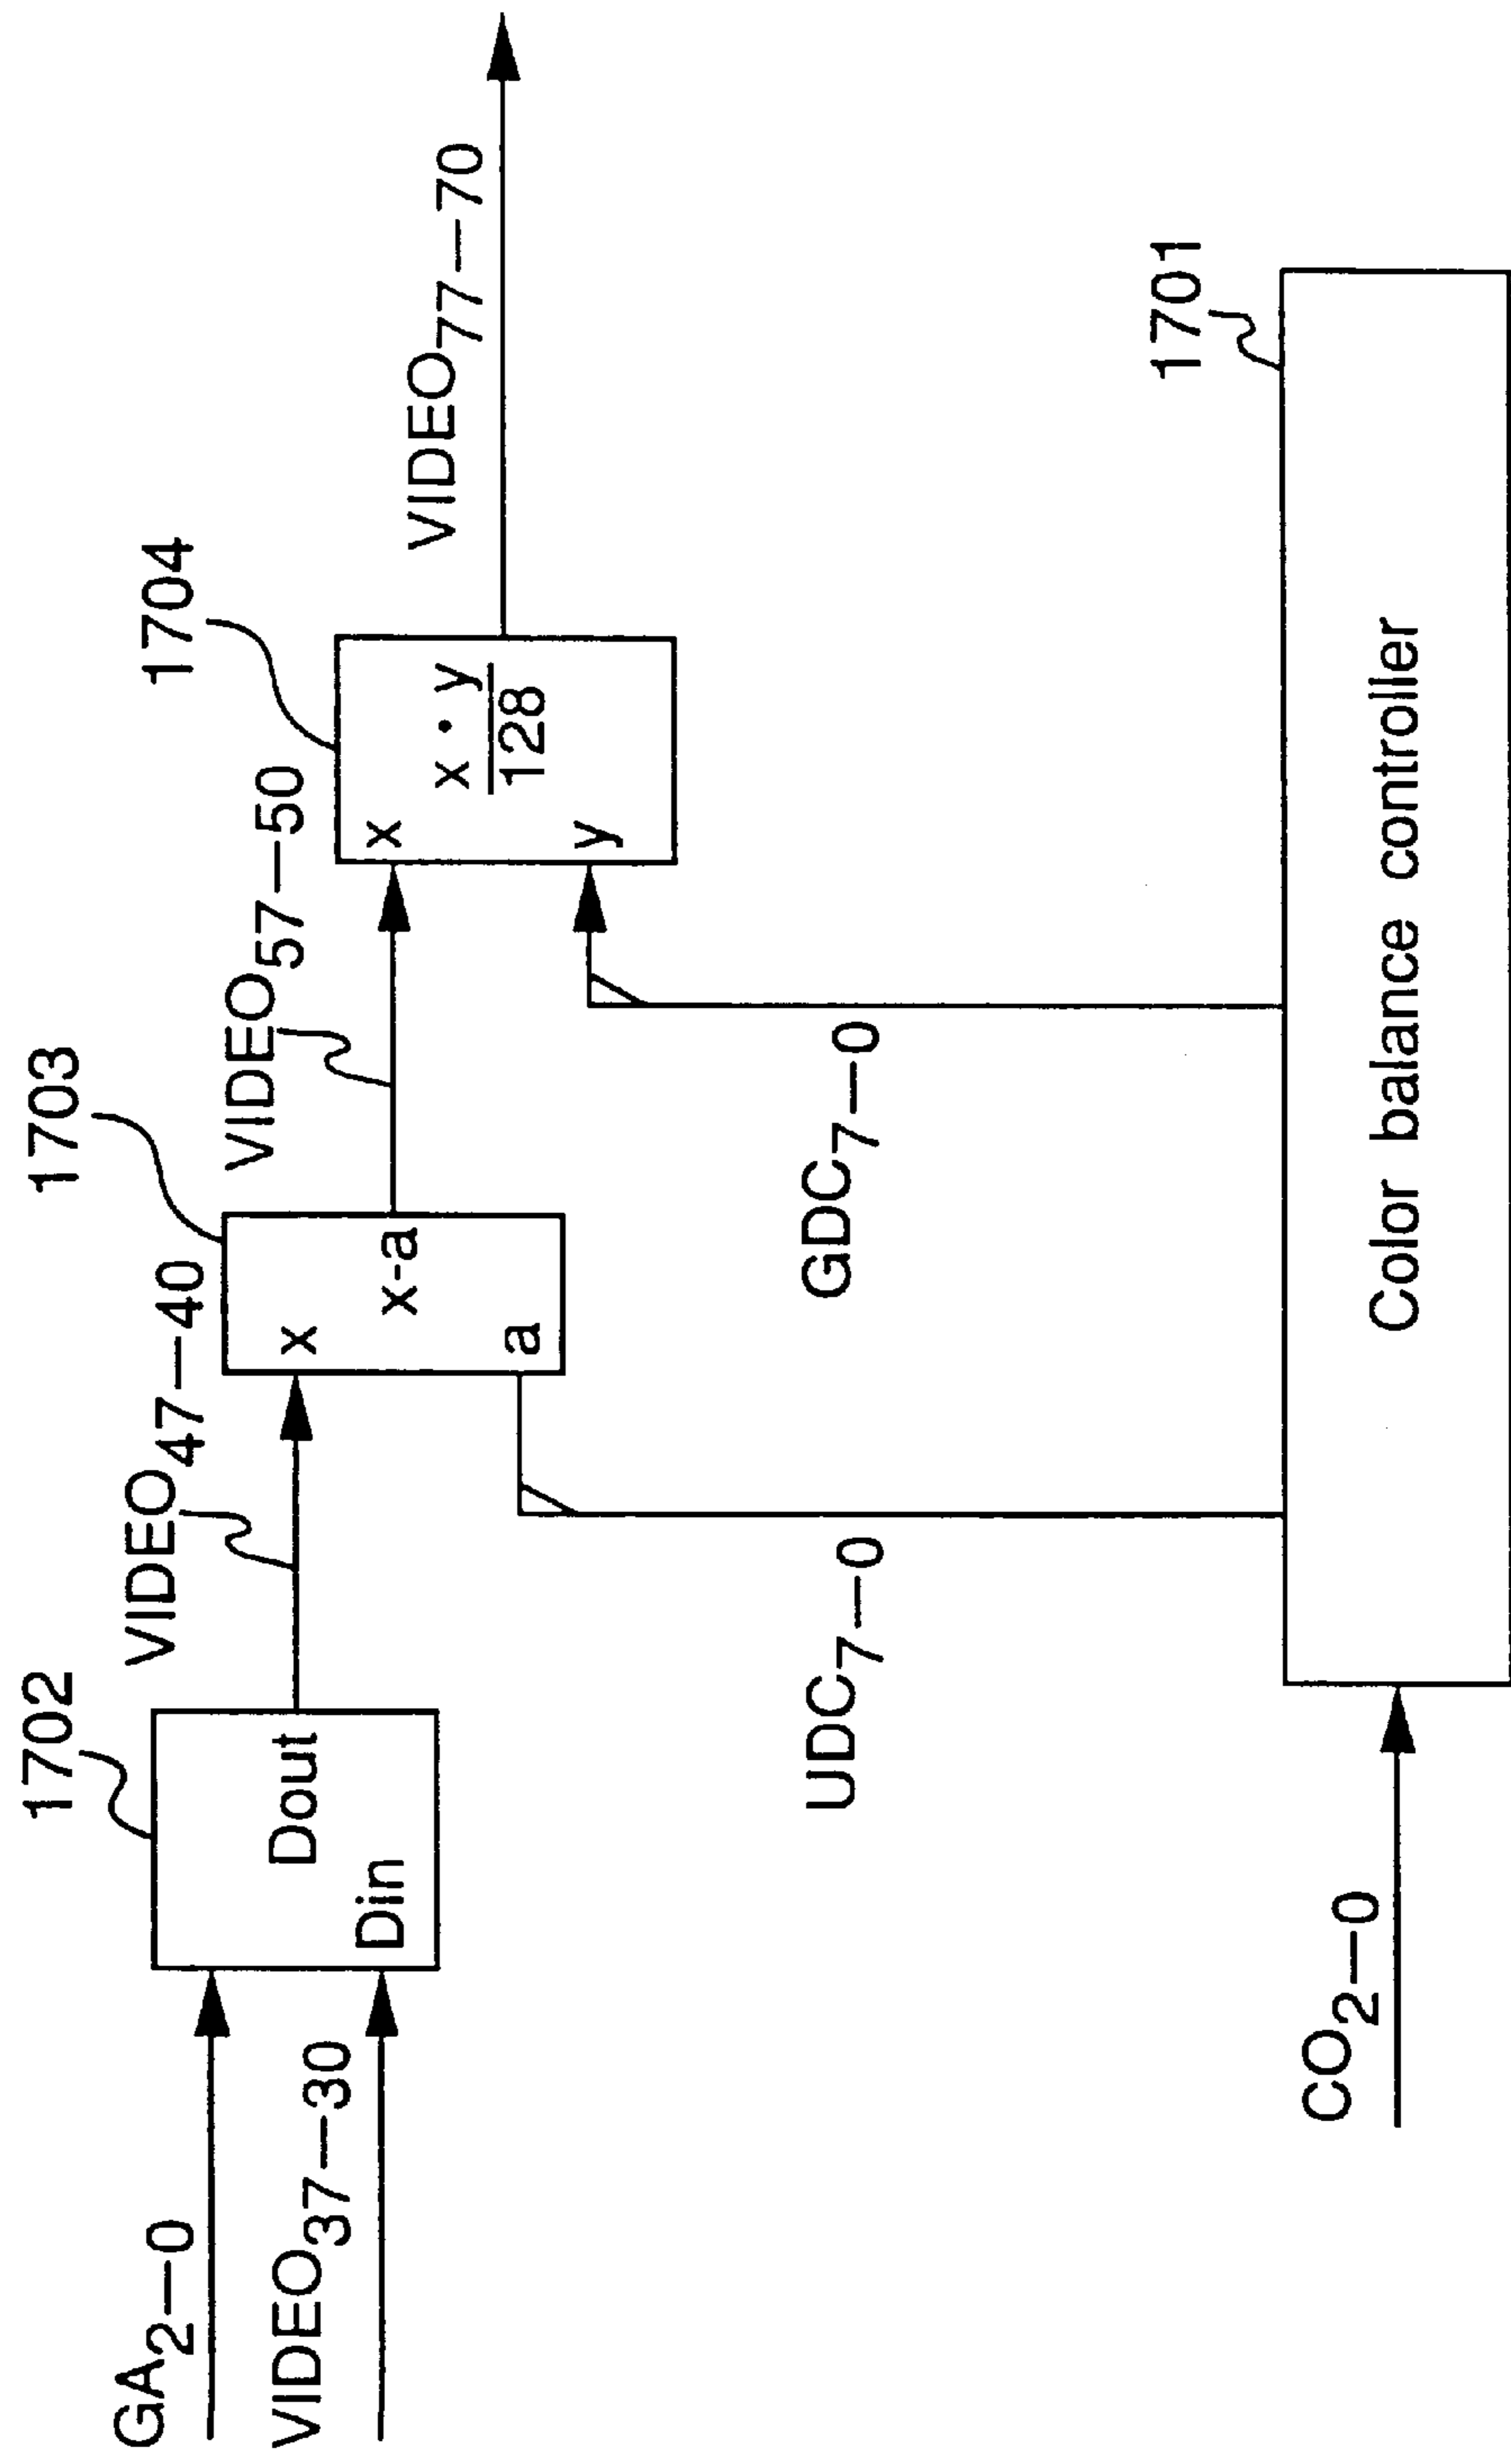 GA2–0
VIDEO37–30
1702
Dout
Din
VIDEO47–40
1703
x
x-a
a
VIDEO57–50
1704
x
x · y
128
y
VIDEO77–70
UDC7–0
GDC7–0
CO2–0
1701
Color balance controller